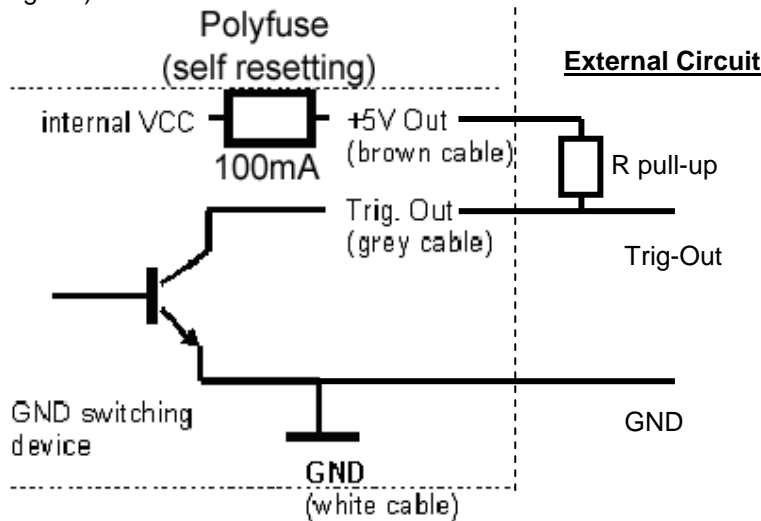 Polyfuse
(self resetting)
External Circuit
internal VCC
+5V Out
(brown cable)
100mA
R pull-up
Trig. Out
(grey cable)
Trig-Out
GND switching
device
GND
GND
(white cable)